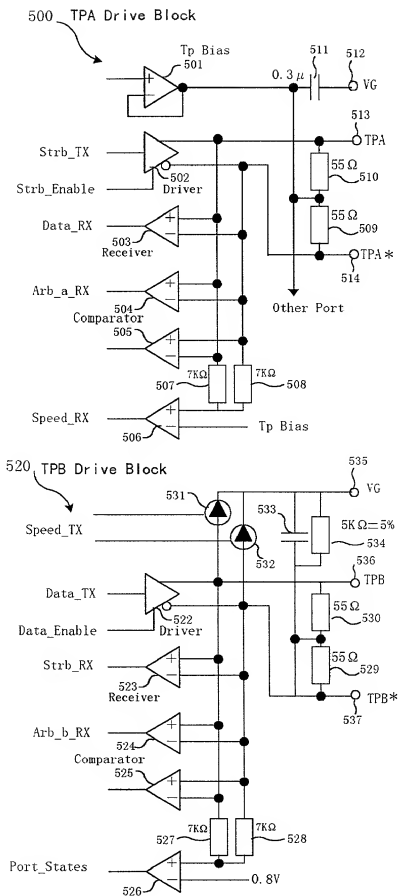 500 TPA Drive Block
Tp Bias
501
511
512
0.3μ
VG
513
Strb_TX
TPA
502
Strb_Enable
Driver
55Ω
510
Data_RX
503
Receiver
55Ω
509
Arb_a_RX
TPA*
504
514
Comparator
505
Other Port
7KΩ
7KΩ
507
508
Speed_RX
506
Tp Bias
520 TPB Drive Block
535
531
VG
533
Speed_TX
5KΩ=5%
534
532
536
Data_TX
TPB
522
Data_Enable
Driver
55Ω
530
Strb_RX
523
Receiver
55Ω
529
TPB*
Arb_b_RX
524
537
Comparator
525
7KΩ
7KΩ
527
528
Port_States
0.8V
526